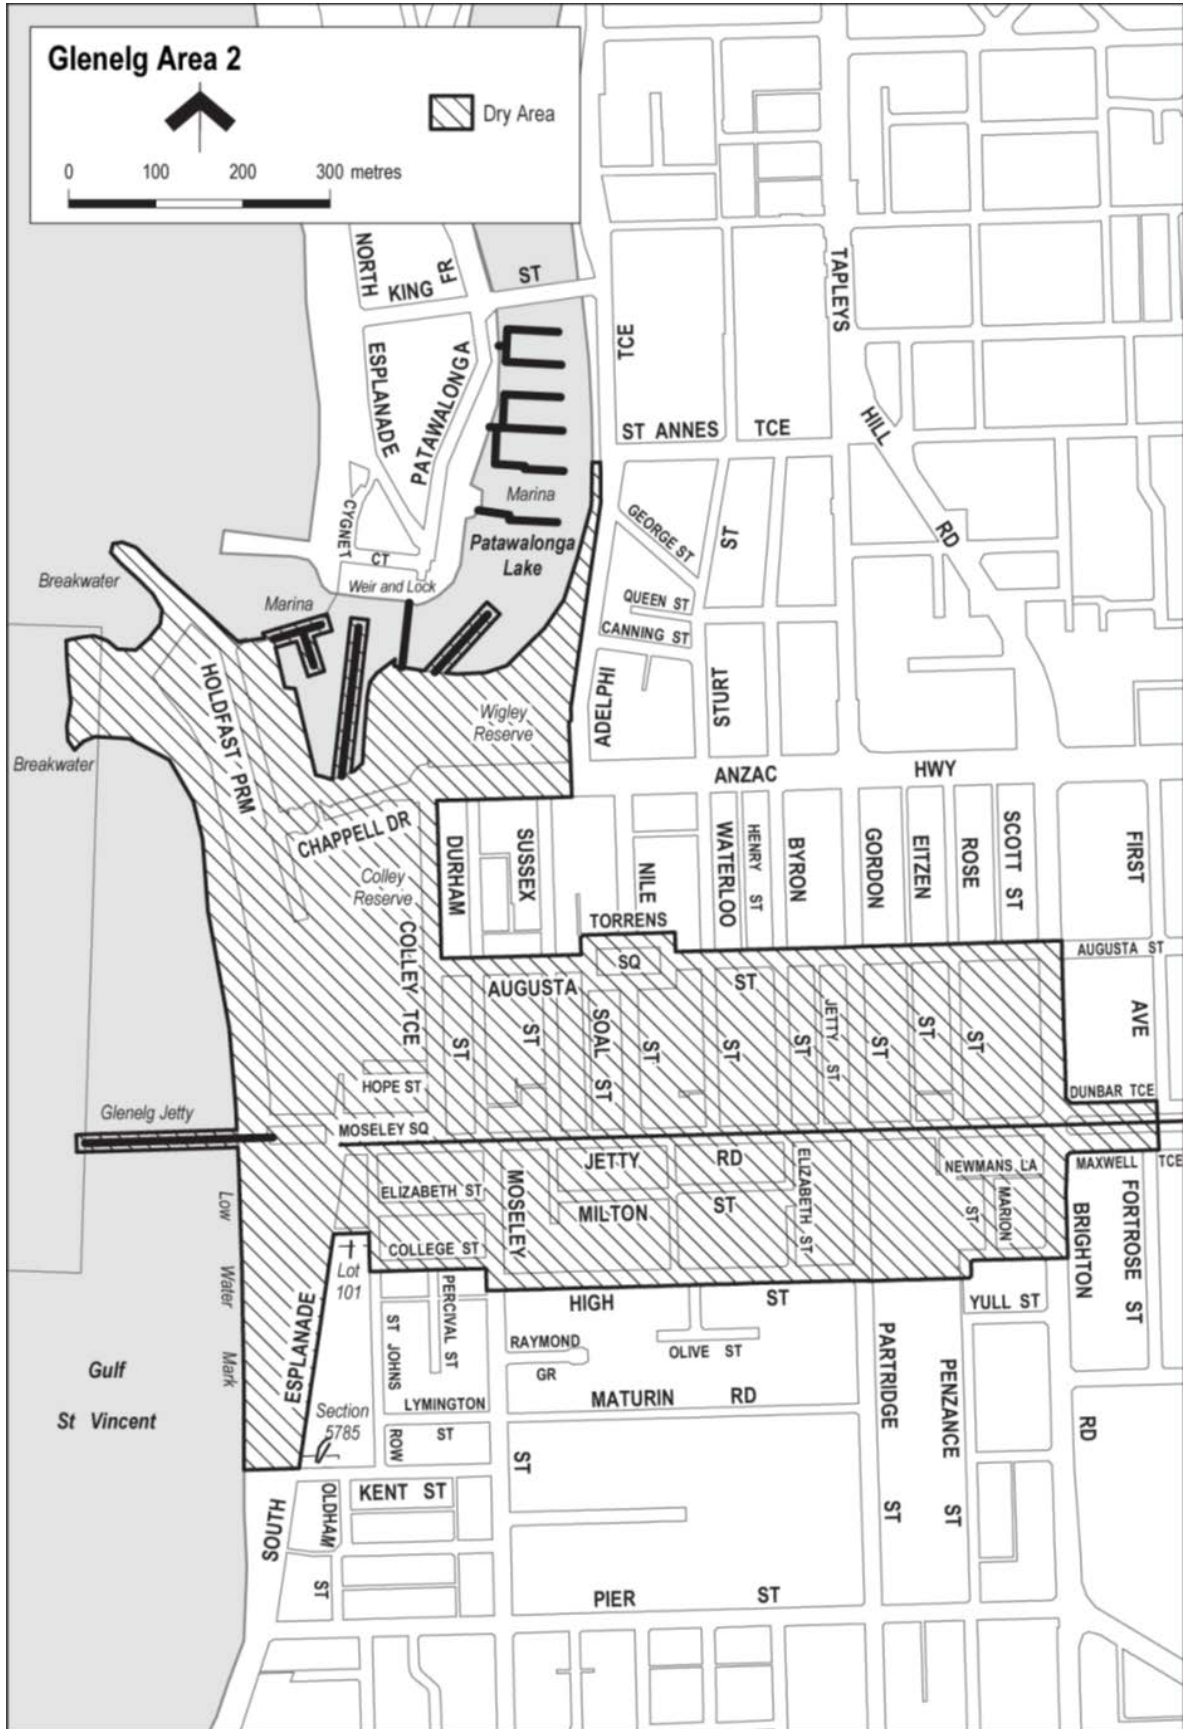 Glenelg Area 2
Dry Area
0 100 200 300 metres
NORTH
KING
FR
ST
ESPLANADE
PATAWALONGA
TCE
TAPLEYS
ST ANNES TCE
HILL
RD
Marina
Patawalonga
Lake
CYGNET
CT
Weir and Lock
GEORGE ST
ST
QUEEN ST
CANNING ST
Breakwater
Marina
HOLDFAST PRM
Wigley
Reserve
ADELPHI
STURT
Breakwater
ANZAC HWY
CHAPPELL DR
Colley
Reserve
DURHAM
SUSSEX
NILE
WATERLOO
HENRY ST
BYRON
GORDON
EITZEN
ROSE
SCOTT ST
FIRST
TORRENS
SQ
AUGUSTA ST
COLLEY TCE
AUGUSTA ST
ST
ST
SOAL ST
ST
ST
ST
JETTY ST
ST
ST
ST
AVE
HOPE ST
DUNBAR TCE
Glenelg Jetty
MOSELEY SQ
JETTY RD
NEWMANS LA
MAXWELL TCE
ELIZABETH ST
MOSELEY
MILTON ST
ELIZABETH ST
ST
MARION
COLLEGE ST
BRIGHTON
FORTROSE ST
Low
Water
Mark
Lot
101
ESPLANADE
PERCIVAL ST
HIGH ST
YULL ST
ST JOHNS
RAYMOND
GR
OLIVE ST
PARTRIDGE
PENZANCE
Gulf
St Vincent
LYMINGTON
ST
MATURIN RD
Section
5785
ROW
ST
RD
KENT ST
OLDHAM
ST
SOUTH
ST
ST
PIER ST